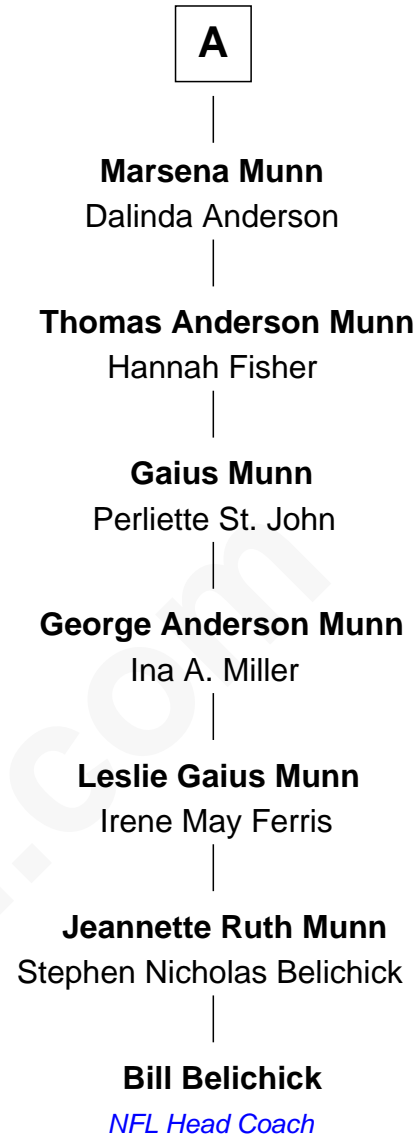 A
Marsena Munn
Dalinda Anderson
Thomas Anderson Munn
Hannah Fisher
Gaius Munn
Perliette St. John
George Anderson Munn
Ina A. Miller
Leslie Gaius Munn
Irene May Ferris
Jeannette Ruth Munn
Stephen Nicholas Belichick
Bill Belichick
NFL Head Coach
.com